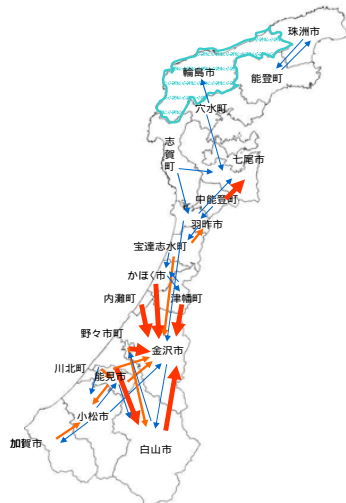 珠洲市
輪島市
能登町
穴水町
志
賀
町
七尾市
中能登町
羽咋市
宝達志水町
かほく市
内灘町
津幡町
野々市町
金沢市
川北町
能見市
小松市
加賀市
白山市